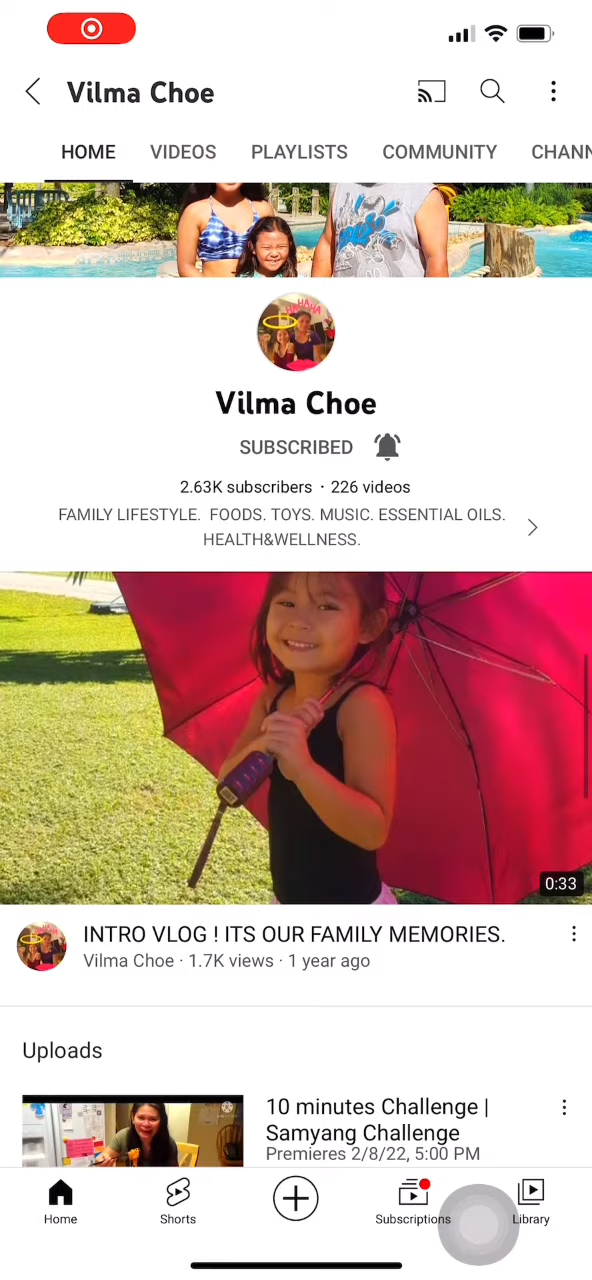 Vilma Choe
HOME VIDEOS PLAYLISTS COMMUNITY CHANN
HAHA
Vilma Choe
SUBSCRIBED
2.63K subscribers · 226 videos
FAMILY LIFESTYLE. FOODS. TOYS. MUSIC. ESSENTIAL OILS.
HEALTH&WELLNESS.
0:33
INTRO VLOG ! ITS OUR FAMILY MEMORIES.
Vilma Choe · 1.7K views · 1 year ago
Uploads
10 minutes Challenge |
Samyang Challenge
Premieres 2/8/22, 5:00 PM
Home Shorts Subscriptions Library